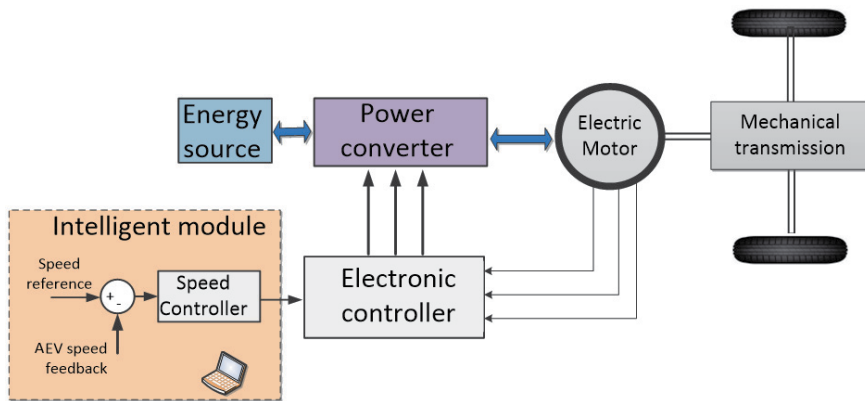 Energy
source
Power
converter
Electric
Motor
Mechanical
transmission
Intelligent module
Speed
reference
+
-
Speed
Controller
AEV speed
feedback
Electronic
controller